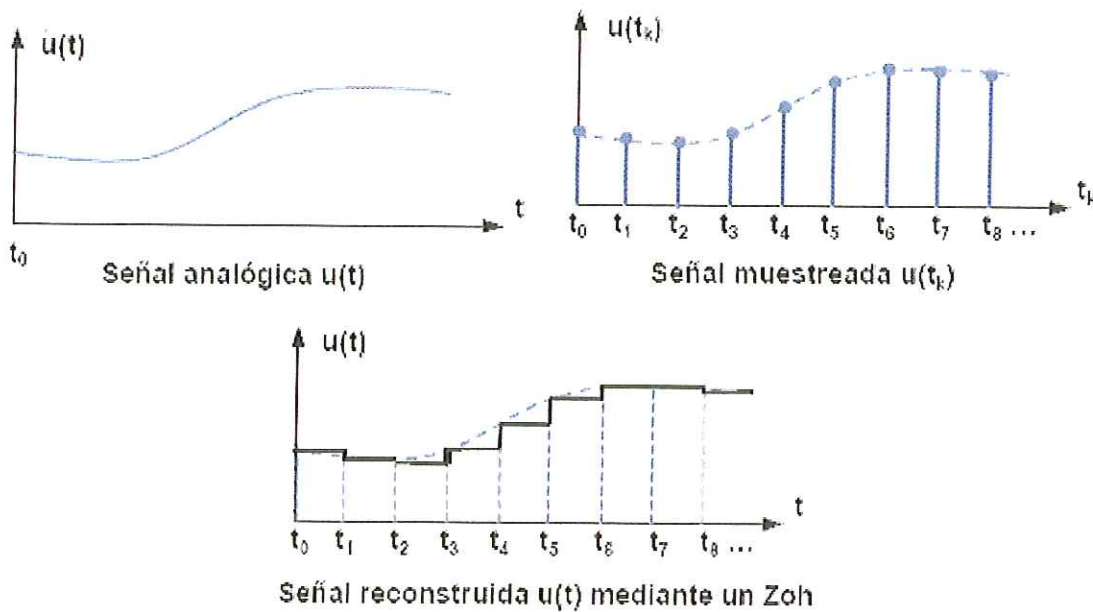 u(t)
t
t₀
Señal analógica u(t)
u(tₖ)
tₖ
t₀ t₁ t₂ t₃ t₄ t₅ t₆ t₇ t₈ ...
Señal muestreada u(tₖ)
u(t)
t
t₀ t₁ t₂ t₃ t₄ t₅ t₆ t₇ t₈ ...
Señal reconstruida u(t) mediante un Zoh